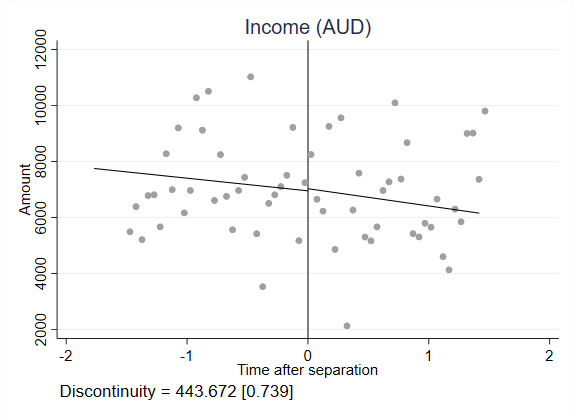 Income (AUD)
12000
10000
8000
6000
4000
2000
Amount
-2 -1 0 1 2
Time after separation
Discontinuity = 443.672 [0.739]